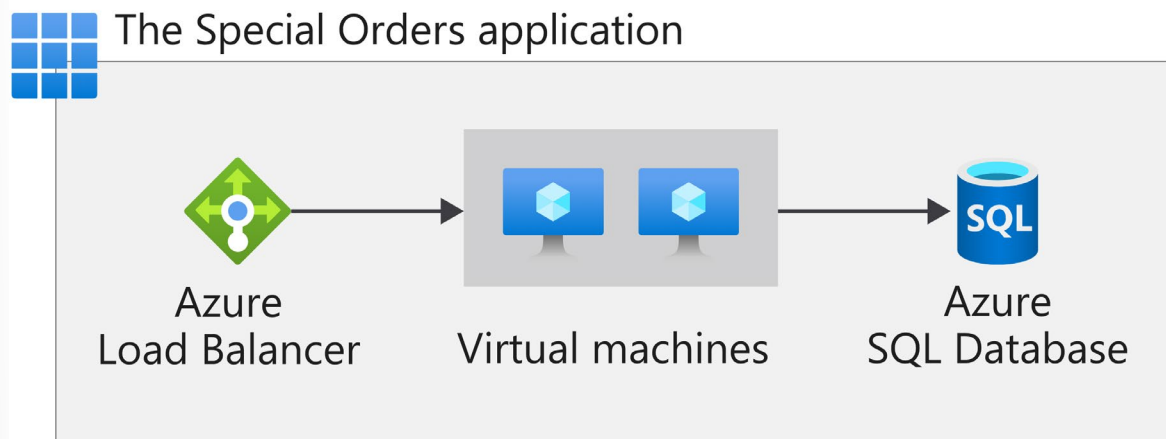 The Special Orders application
SQL
Azure
Load Balancer
Virtual machines
Azure
SQL Database